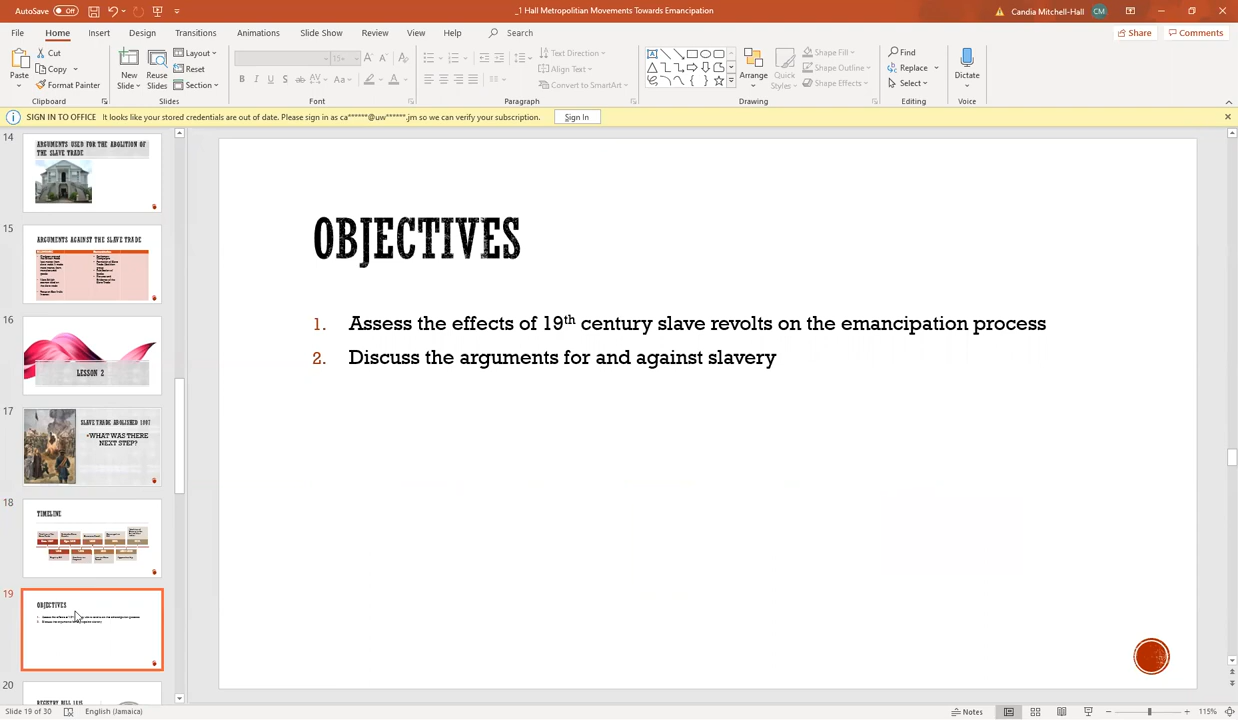 AutoSave Off
_1 Hall Metropolitan Movements Towards Emancipation
Candia Mitchell-Hall CM
File Home Insert Design Transitions Animations Slide Show Review View Help Search
Share Comments
Paste
Cut
Copy
Format Painter
Clipboard
New Slide
Reuse Slides
Layout
Reset
Section
Slides
B I U S ab AV Aa A
Font
Text Direction
Align Text
Convert to SmartArt
Paragraph
Arrange
Quick Styles
Shape Fill
Shape Outline
Shape Effects
Drawing
Find
Replace
Select
Editing
Dictate
Voice
SIGN IN TO OFFICE It looks like your stored credentials are out of date. Please sign in as ca******@uw******.jm so we can verify your subscription. Sign In
14
ARGUMENTS USED FOR THE ABOLITION OF
THE SLAVE TRADE
15
ARGUMENTS AGAINST THE SLAVE TRADE
16
LESSON 2
17
SLAVE TRADE ABOLISHED 1807
WHAT WAS THERE
NEXT STEP?
18
TIMELINE
19
OBJECTIVES
20
OBJECTIVES
1. Assess the effects of 19th century slave revolts on the emancipation process
2. Discuss the arguments for and against slavery
Slide 19 of 30 English (Jamaica)
Notes
115%